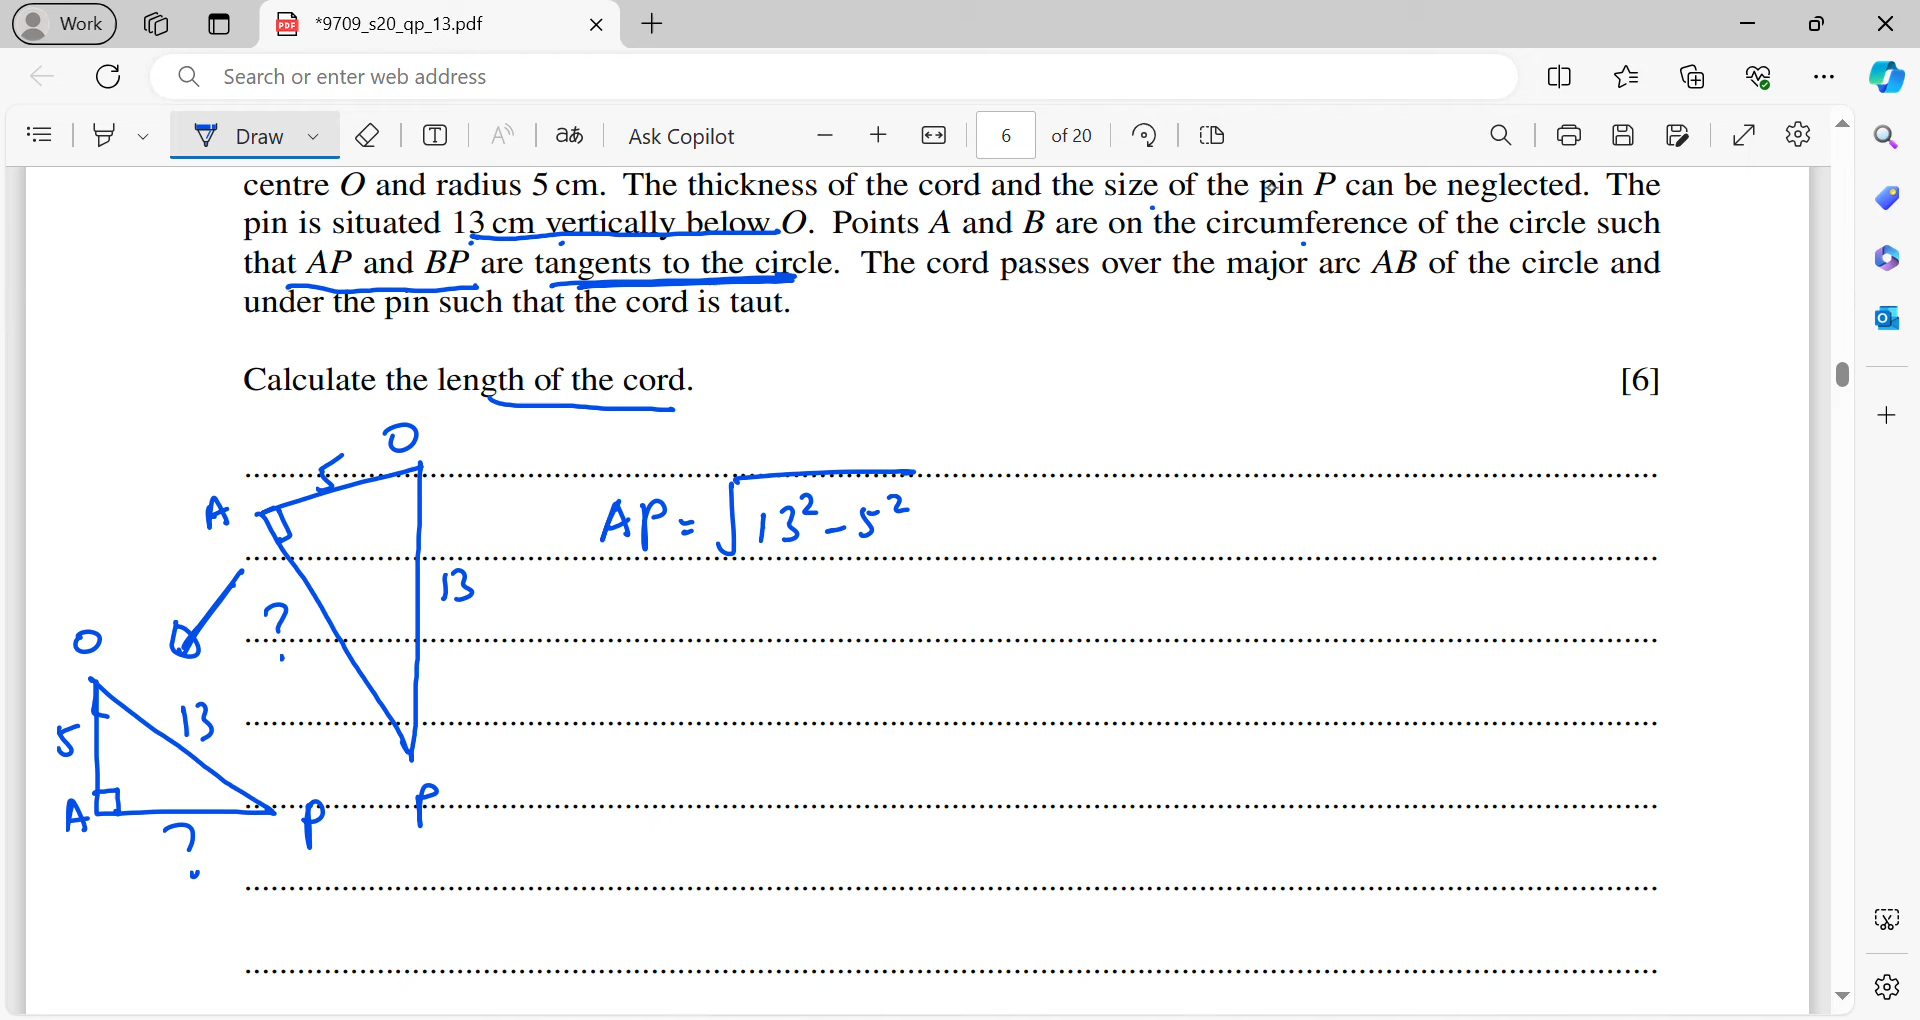 Work
*9709_s20_qp_13.pdf
Search or enter web address
Draw
T
A
aあ
Ask Copilot
6
of 20
centre O and radius 5 cm. The thickness of the cord and the size of the pin P can be neglected. The
pin is situated 13 cm vertically below O. Points A and B are on the circumference of the circle such
that AP and BP are tangents to the circle. The cord passes over the major arc AB of the circle and
under the pin such that the cord is taut.
Calculate the length of the cord. [6]
O
5
A
AP = √13² - 5²
13
?
O
13
5
A
P
P
?